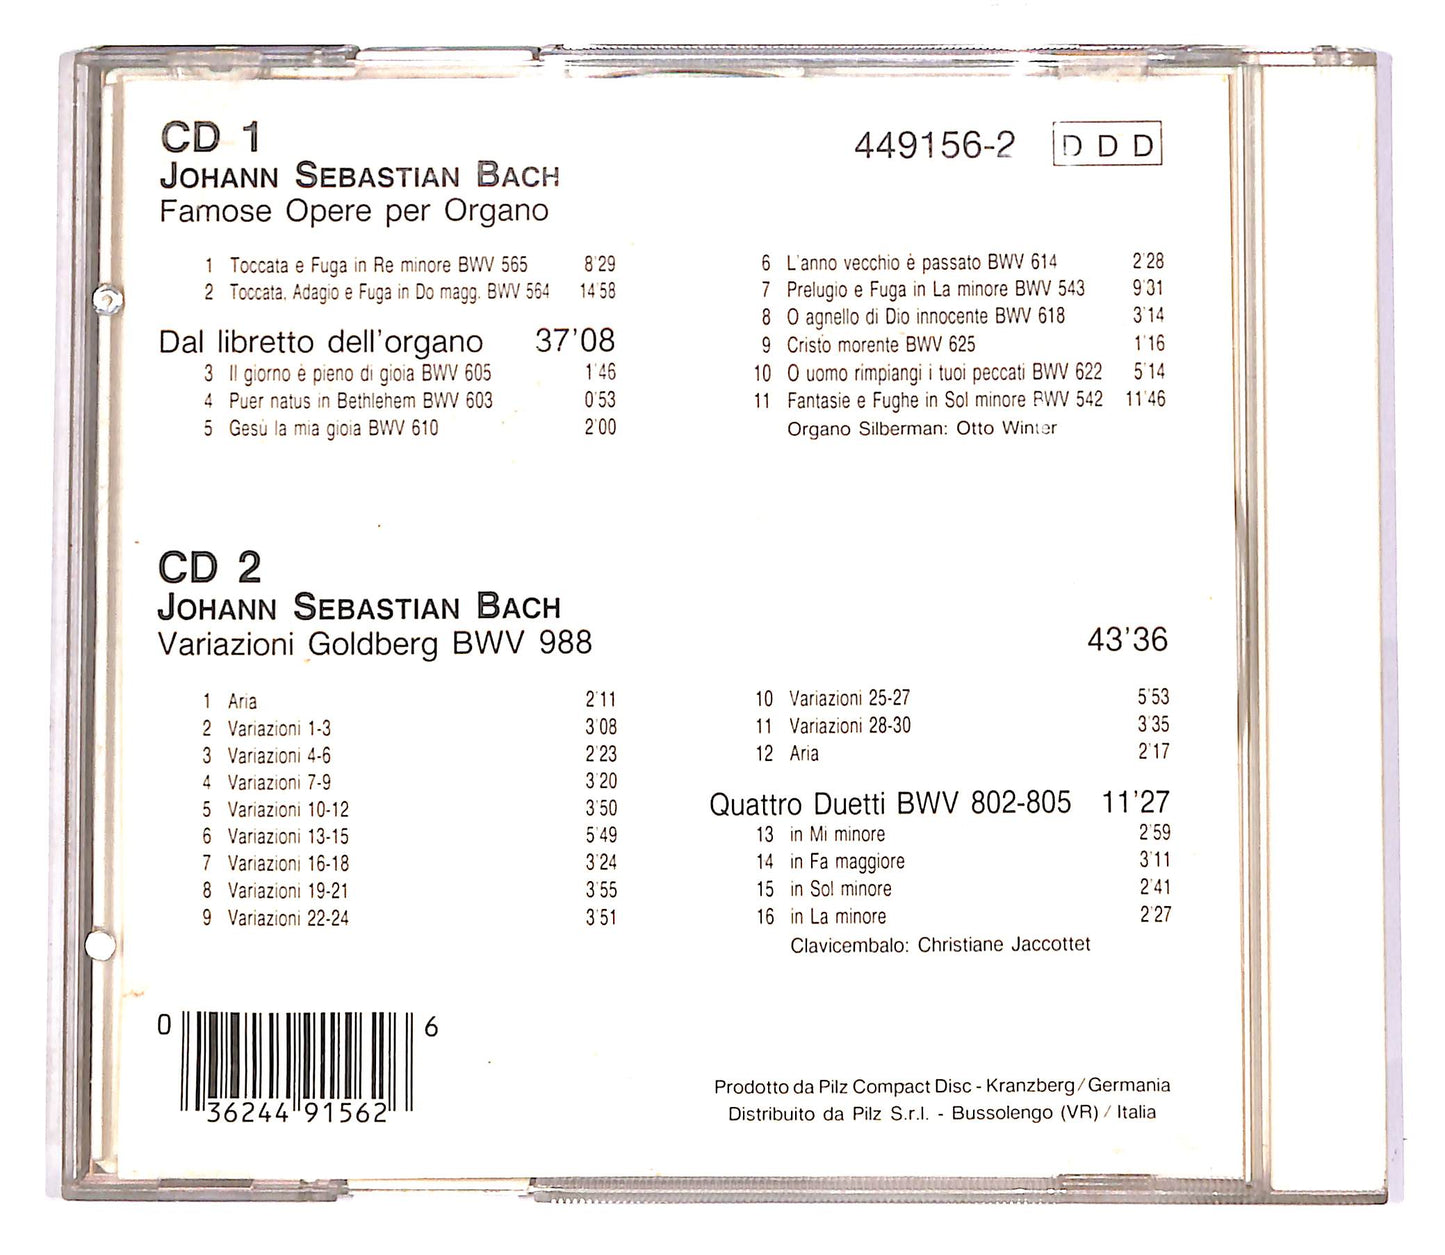 CD 1
JOHANN SEBASTIAN BACH
Famose Opere per Organo
449156-2 DDD
1 Toccata e Fuga in Re minore BWV 565 8'29
2 Toccata, Adagio e Fuga in Do magg. BWV 564 14'58
Dal libretto dell'organo 37'08
3 Il giorno è pieno di gioia BWV 605 1'46
4 Puer natus in Bethlehem BWV 603 0'53
5 Gesù la mia gioia BWV 610 2'00
6 L'anno vecchio è passato BWV 614 2'28
7 Prelugio e Fuga in La minore BWV 543 9'31
8 O agnello di Dio innocente BWV 618 3'14
9 Cristo morente BWV 625 1'16
10 O uomo rimpiangi i tuoi peccati BWV 622 5'14
11 Fantasie e Fughe in Sol minore BWV 542 11'46
Organo Silberman: Otto Winter
CD 2
JOHANN SEBASTIAN BACH
Variazioni Goldberg BWV 988 43'36
1 Aria 2'11
2 Variazioni 1-3 3'08
3 Variazioni 4-6 2'23
4 Variazioni 7-9 3'20
5 Variazioni 10-12 3'50
6 Variazioni 13-15 5'49
7 Variazioni 16-18 3'24
8 Variazioni 19-21 3'55
9 Variazioni 22-24 3'51
10 Variazioni 25-27 5'53
11 Variazioni 28-30 3'35
12 Aria 2'17
Quattro Duetti BWV 802-805 11'27
13 in Mi minore 2'59
14 in Fa maggiore 3'11
15 in Sol minore 2'41
16 in La minore 2'27
Clavicembalo: Christiane Jaccottet
0 36244 91562 6
Prodotto da Pilz Compact Disc - Kranzberg/Germania
Distribuito da Pilz S.r.l. - Bussolengo (VR) / Italia